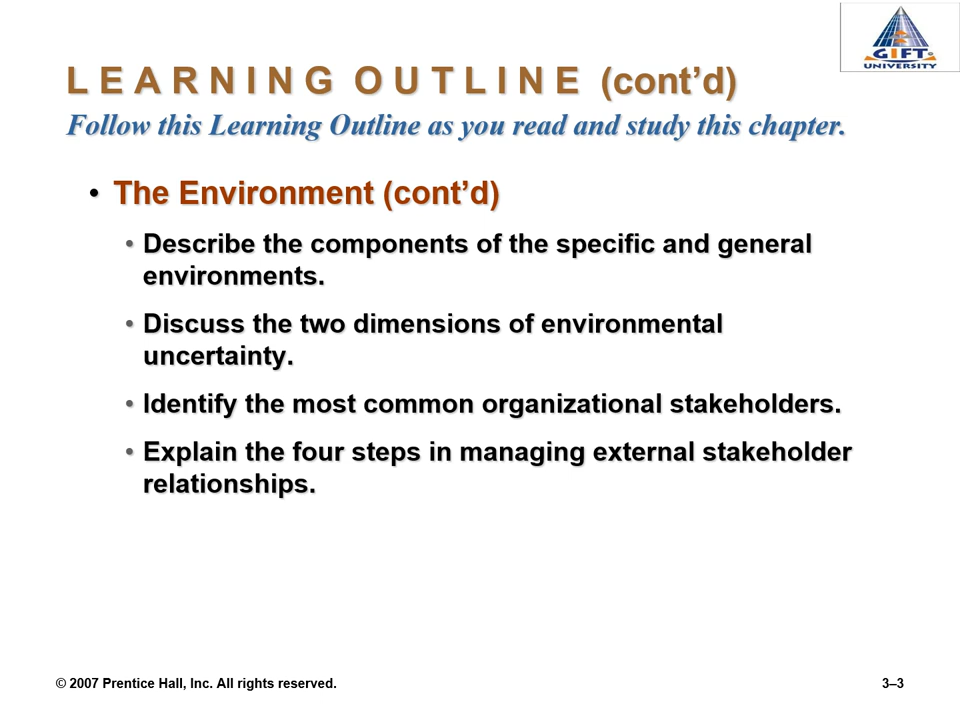 GIFT
UNIVERSITY
L E A R N I N G O U T L I N E (cont’d)
Follow this Learning Outline as you read and study this chapter.
• The Environment (cont’d)
• Describe the components of the specific and general
environments.
• Discuss the two dimensions of environmental
uncertainty.
• Identify the most common organizational stakeholders.
• Explain the four steps in managing external stakeholder
relationships.
© 2007 Prentice Hall, Inc. All rights reserved.
3–3